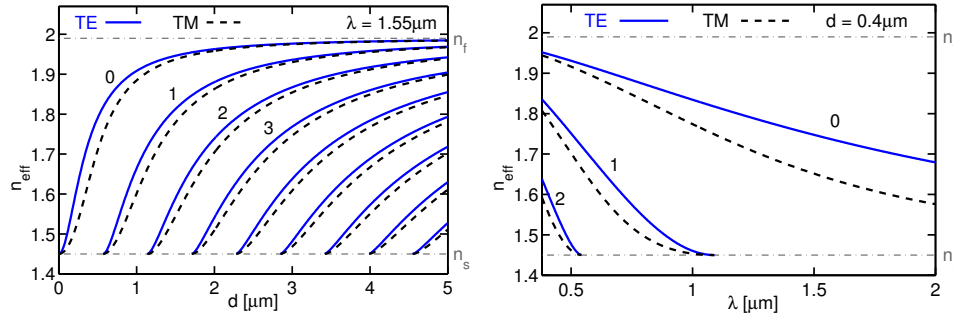 TE TM λ = 1.55μm
2
1.9
1.8
1.7
1.6
1.5
1.4
n_eff
n_f
n_s
0
1
2
3
0 1 2 3 4 5
d [μm]
TE TM d = 0.4μm
2
1.9
1.8
1.7
1.6
1.5
1.4
n_eff
n
n
0
1
2
0.5 1 1.5 2
λ [μm]